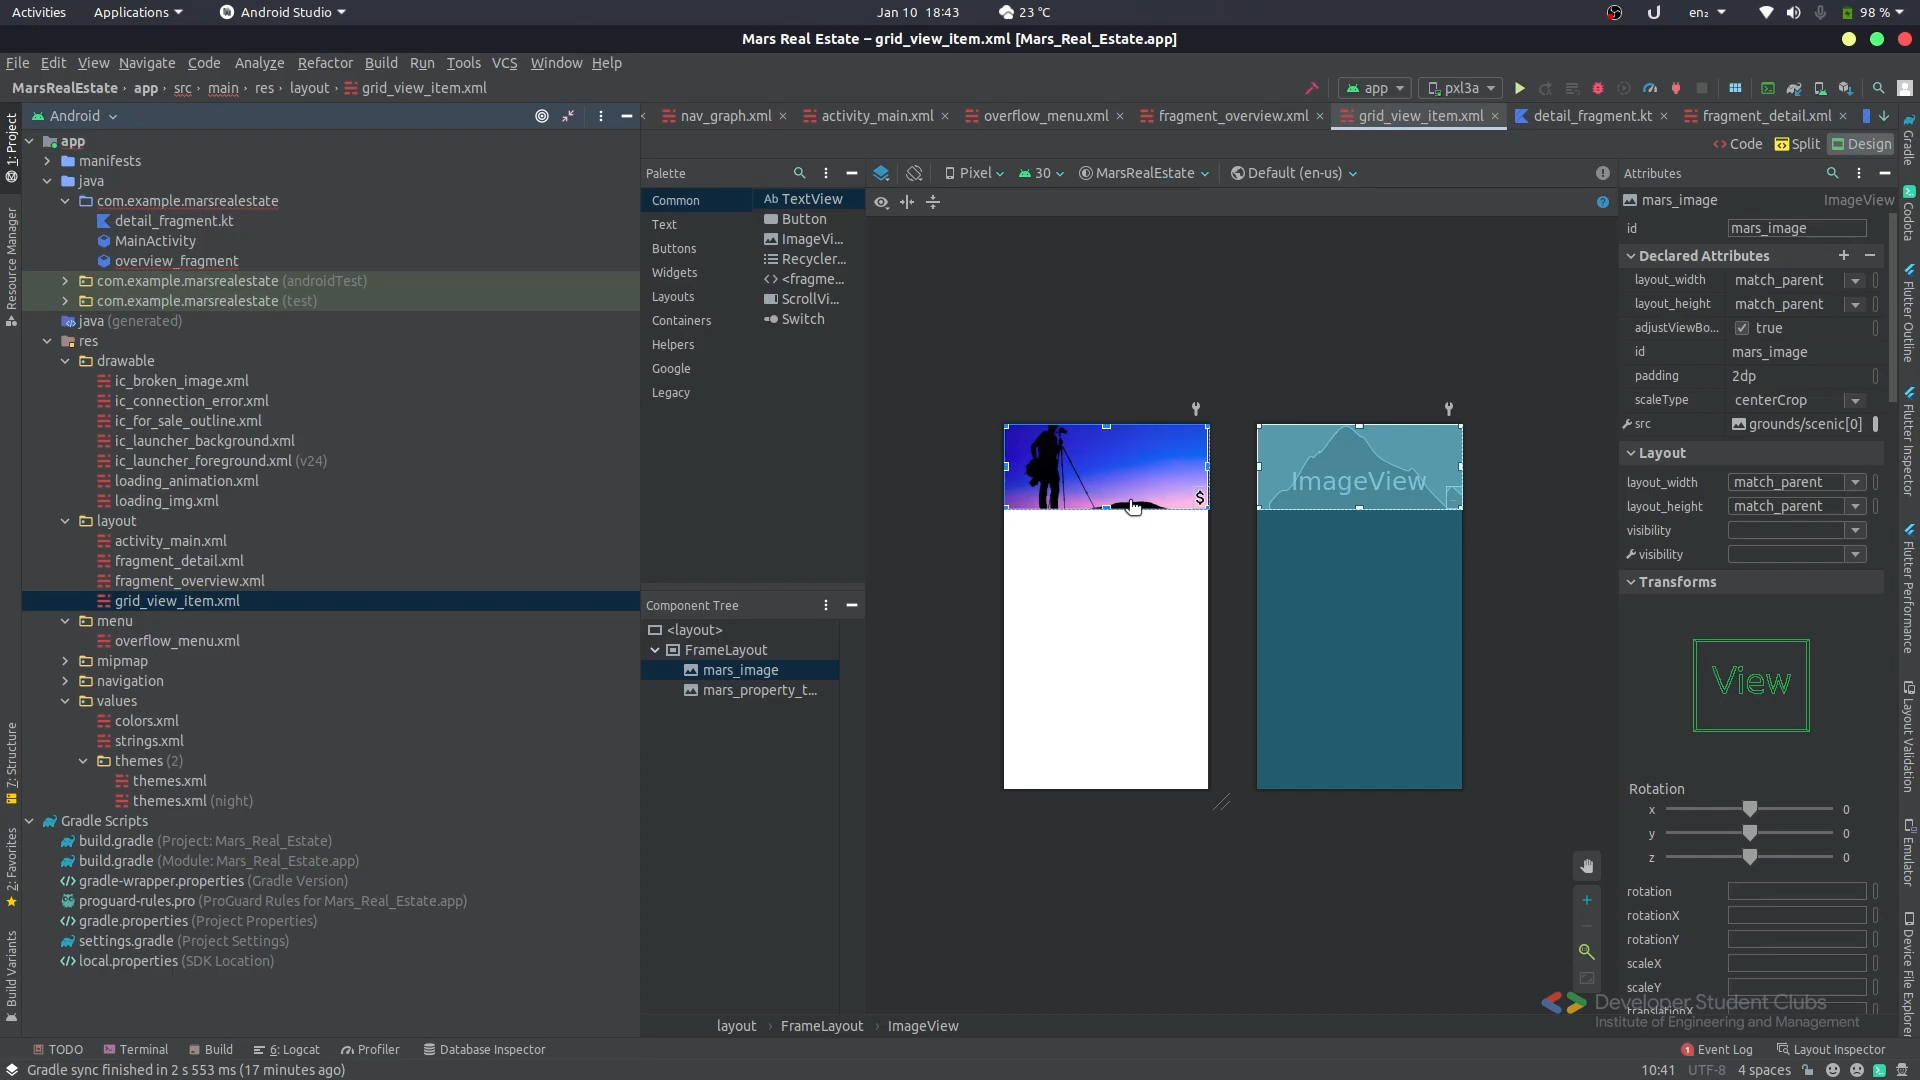 Activities Applications Android Studio Jan 10 18:43 23 °C en₂ 98 %
Mars Real Estate – grid_view_item.xml [Mars_Real_Estate.app]
File Edit View Navigate Code Analyze Refactor Build Run Tools VCS Window Help
MarsRealEstate app src main res layout grid_view_item.xml app pxl3a
Android nav_graph.xml activity_main.xml overflow_menu.xml fragment_overview.xml grid_view_item.xml detail_fragment.kt fragment_detail.xml
Code Split Design
1: Project
Resource Manager
7: Structure
2: Favorites
Build Variants
app
manifests
java
com.example.marsrealestate
detail_fragment.kt
MainActivity
overview_fragment
com.example.marsrealestate (androidTest)
com.example.marsrealestate (test)
java (generated)
res
drawable
ic_broken_image.xml
ic_connection_error.xml
ic_for_sale_outline.xml
ic_launcher_background.xml
ic_launcher_foreground.xml (v24)
loading_animation.xml
loading_img.xml
layout
activity_main.xml
fragment_detail.xml
fragment_overview.xml
grid_view_item.xml
menu
overflow_menu.xml
mipmap
navigation
values
colors.xml
strings.xml
themes (2)
themes.xml
themes.xml (night)
Gradle Scripts
build.gradle (Project: Mars_Real_Estate)
build.gradle (Module: Mars_Real_Estate.app)
gradle-wrapper.properties (Gradle Version)
proguard-rules.pro (ProGuard Rules for Mars_Real_Estate.app)
gradle.properties (Project Properties)
settings.gradle (Project Settings)
local.properties (SDK Location)
Palette
Common
Text
Buttons
Widgets
Layouts
Containers
Helpers
Google
Legacy
Ab TextView
Button
ImageVi...
Recycler...
<fragme...
ScrollVi...
Switch
Component Tree
<layout>
FrameLayout
mars_image
mars_property_t...
Pixel 30 MarsRealEstate Default (en-us)
$
ImageView
layout FrameLayout ImageView
Attributes
mars_image ImageView
id mars_image
Declared Attributes
layout_width match_parent
layout_height match_parent
adjustViewBo... true
id mars_image
padding 2dp
scaleType centerCrop
src grounds/scenic[0]
Layout
layout_width match_parent
layout_height match_parent
visibility
visibility
Transforms
View
Rotation
x 0
y 0
z 0
rotation
rotationX
rotationY
scaleX
scaleY
translationX
Developer Student Clubs
Institute of Engineering and Management
Gradle
Codota
Flutter Outline
Flutter Inspector
Flutter Performance
Layout Validation
Emulator
Device File Explorer
TODO Terminal Build 6: Logcat Profiler Database Inspector 1 Event Log Layout Inspector
Gradle sync finished in 2 s 553 ms (17 minutes ago) 10:41 UTF-8 4 spaces